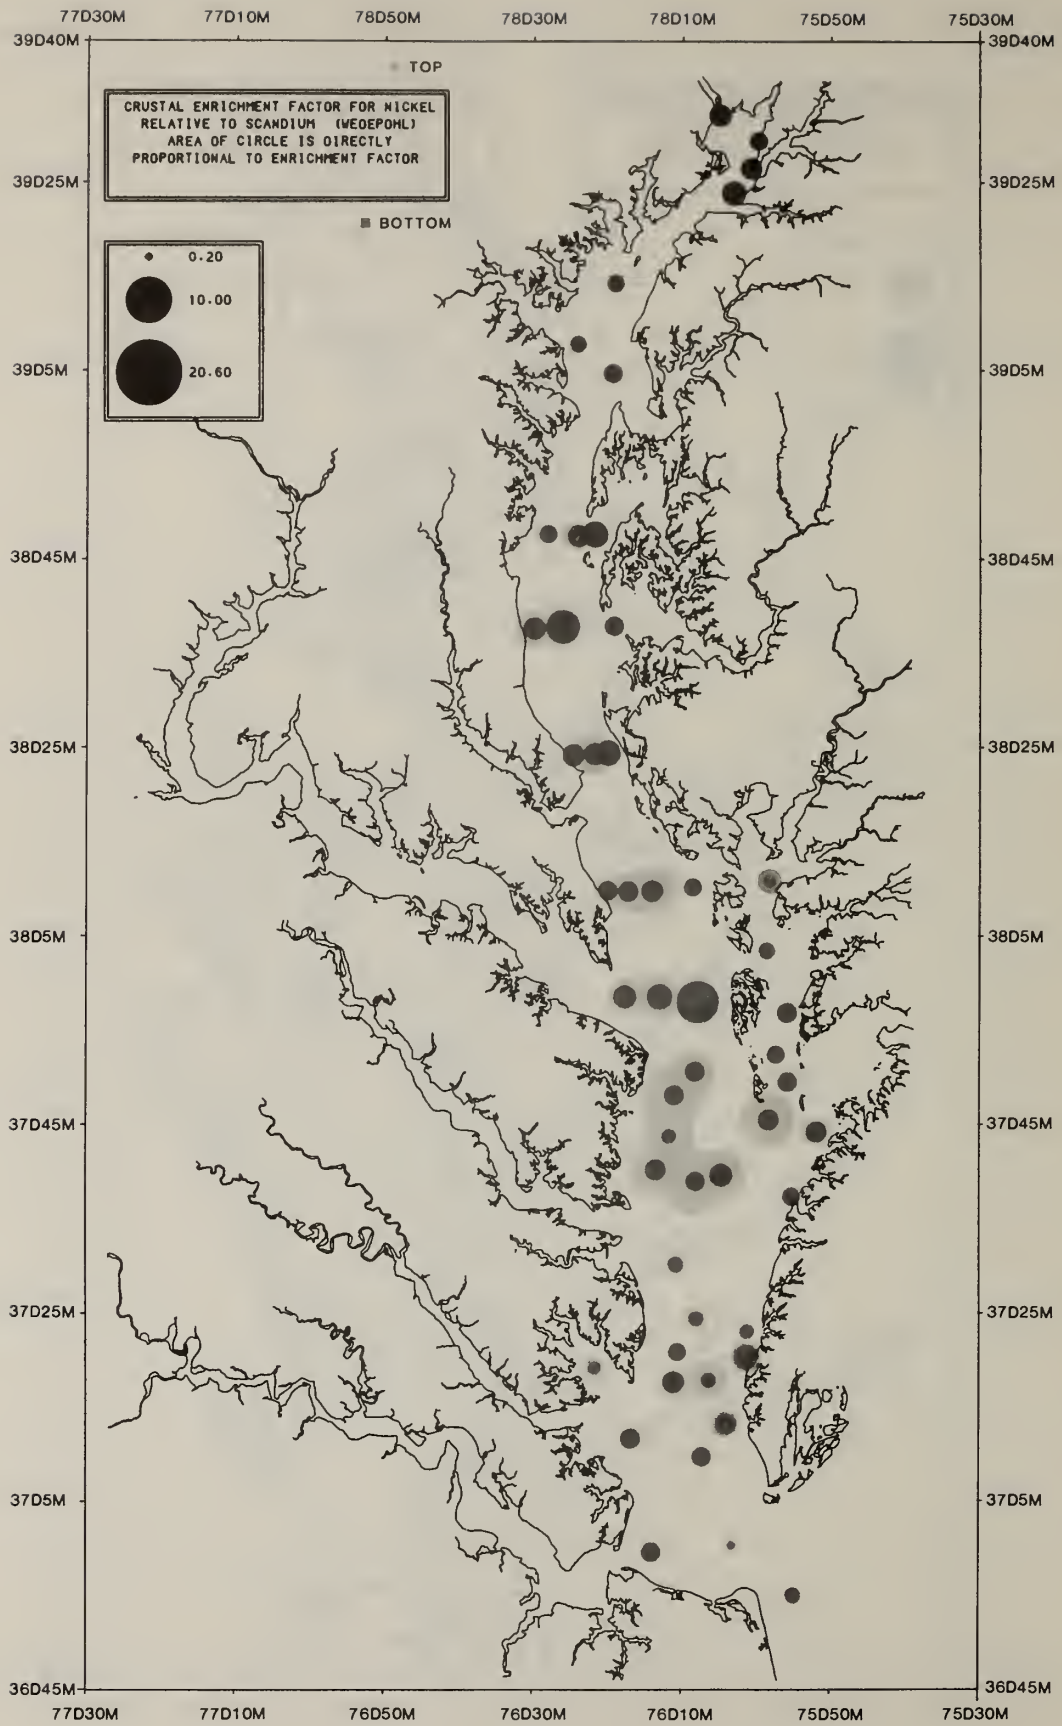 77D30M 77D10M 78D50M 78D30M 78D10M 75D50M 75D30M
39D40M 39D40M
TOP
CRUSTAL ENRICHMENT FACTOR FOR NICKEL
RELATIVE TO SCANDIUM (WEDEPOHL)
AREA OF CIRCLE IS DIRECTLY
PROPORTIONAL TO ENRICHMENT FACTOR
39D25M 39D25M
BOTTOM
0.20
10.00
20.60
39D5M 39D5M
38D45M 38D45M
38D25M 38D25M
38D5M 38D5M
37D45M 37D45M
37D25M 37D25M
37D5M 37D5M
36D45M 36D45M
77D30M 77D10M 76D50M 76D30M 76D10M 75D50M 75D30M